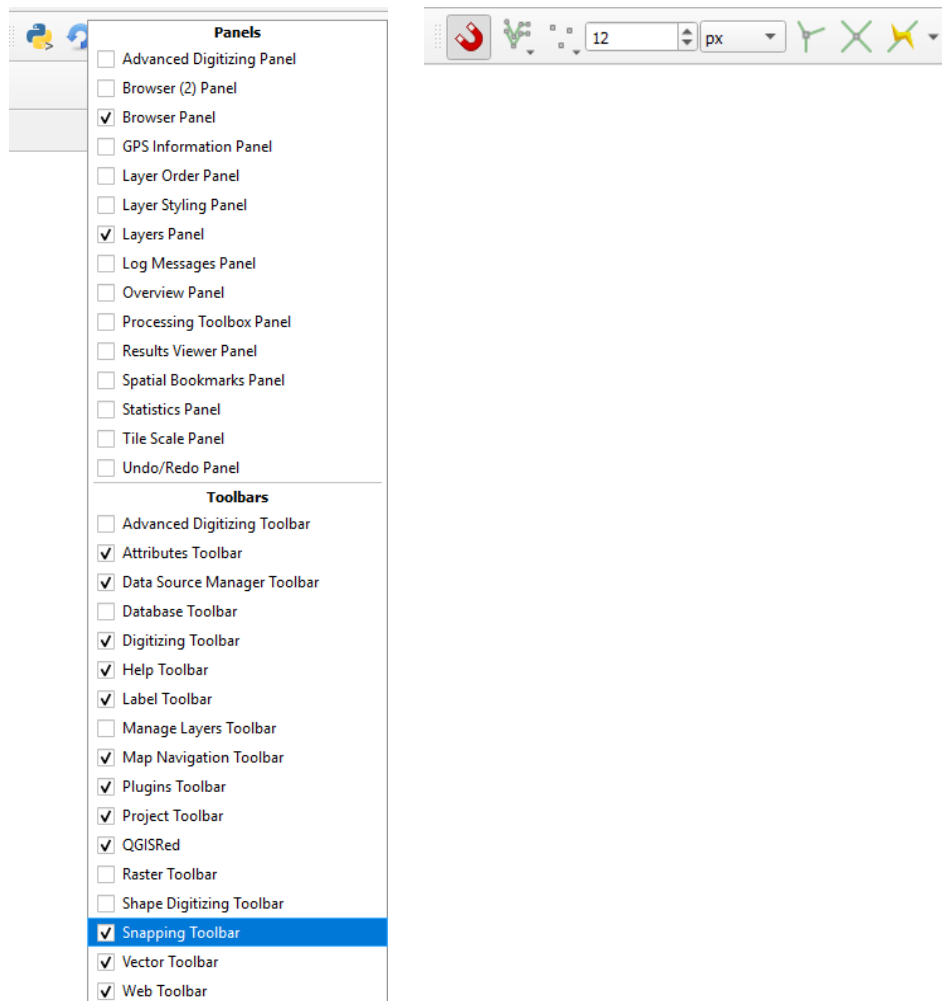 Panels
Advanced Digitizing Panel
Browser (2) Panel
Browser Panel
GPS Information Panel
Layer Order Panel
Layer Styling Panel
Layers Panel
Log Messages Panel
Overview Panel
Processing Toolbox Panel
Results Viewer Panel
Spatial Bookmarks Panel
Statistics Panel
Tile Scale Panel
Undo/Redo Panel
Toolbars
Advanced Digitizing Toolbar
Attributes Toolbar
Data Source Manager Toolbar
Database Toolbar
Digitizing Toolbar
Help Toolbar
Label Toolbar
Manage Layers Toolbar
Map Navigation Toolbar
Plugins Toolbar
Project Toolbar
QGISRed
Raster Toolbar
Shape Digitizing Toolbar
Snapping Toolbar
Vector Toolbar
Web Toolbar
12 px